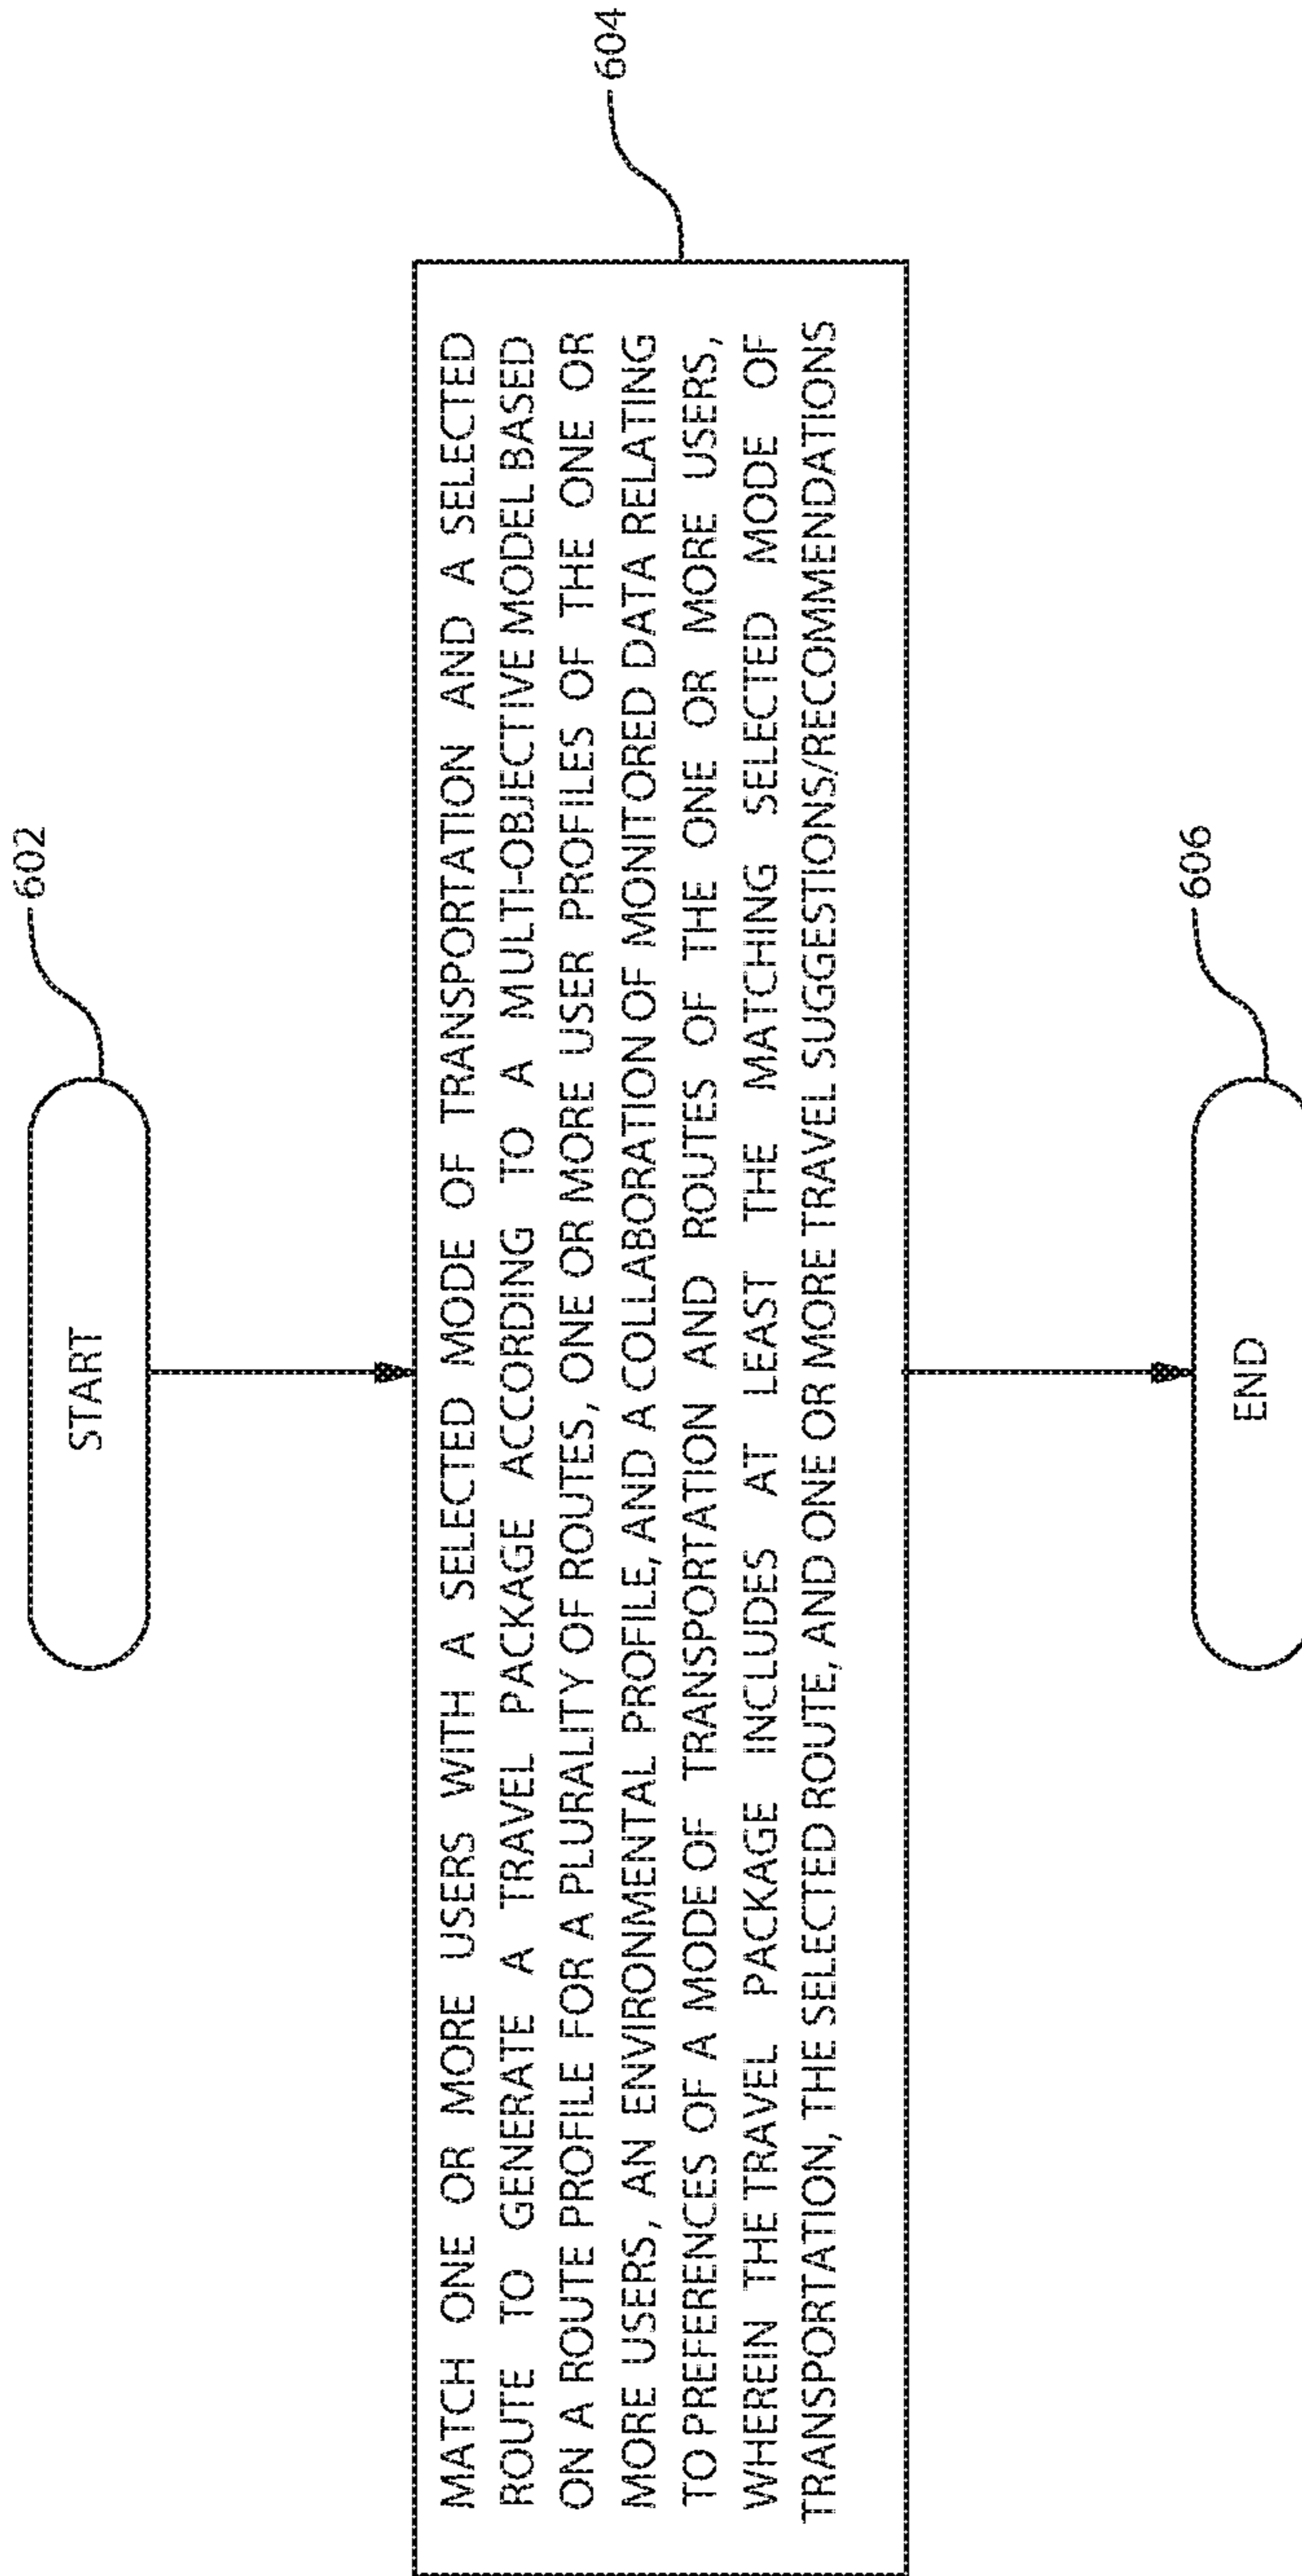 602
START
604
MATCH ONE OR MORE USERS WITH A SELECTED MODE OF TRANSPORTATION AND A SELECTED
ROUTE TO GENERATE A TRAVEL PACKAGE ACCORDING TO A MULTI-OBJECTIVE MODEL BASED
ON A ROUTE PROFILE FOR A PLURALITY OF ROUTES, ONE OR MORE USER PROFILES OF THE ONE OR
MORE USERS, AN ENVIRONMENTAL PROFILE, AND A COLLABORATION OF MONITORED DATA RELATING
TO PREFERENCES OF A MODE OF TRANSPORTATION AND ROUTES OF THE ONE OR MORE USERS,
WHEREIN THE TRAVEL PACKAGE INCLUDES AT LEAST THE MATCHING SELECTED MODE OF
TRANSPORTATION, THE SELECTED ROUTE, AND ONE OR MORE TRAVEL SUGGESTIONS/RECOMMENDATIONS
606
END